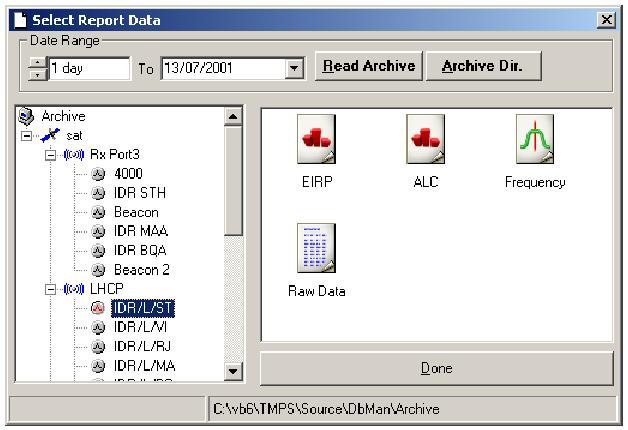 Select Report Data
Date Range
1 day To 13/07/2001 Read Archive Archive Dir.
Archive
sat
Rx Port3
4000
IDR STH
Beacon
IDR MAA
IDR BQA
Beacon 2
LHCP
IDR/L/ST
IDR/L/VI
IDR/L/RJ
IDR/L/MA
EIRP ALC Frequency
Raw Data
Done
C:\vb6\TMPS\Source\DbMan\Archive